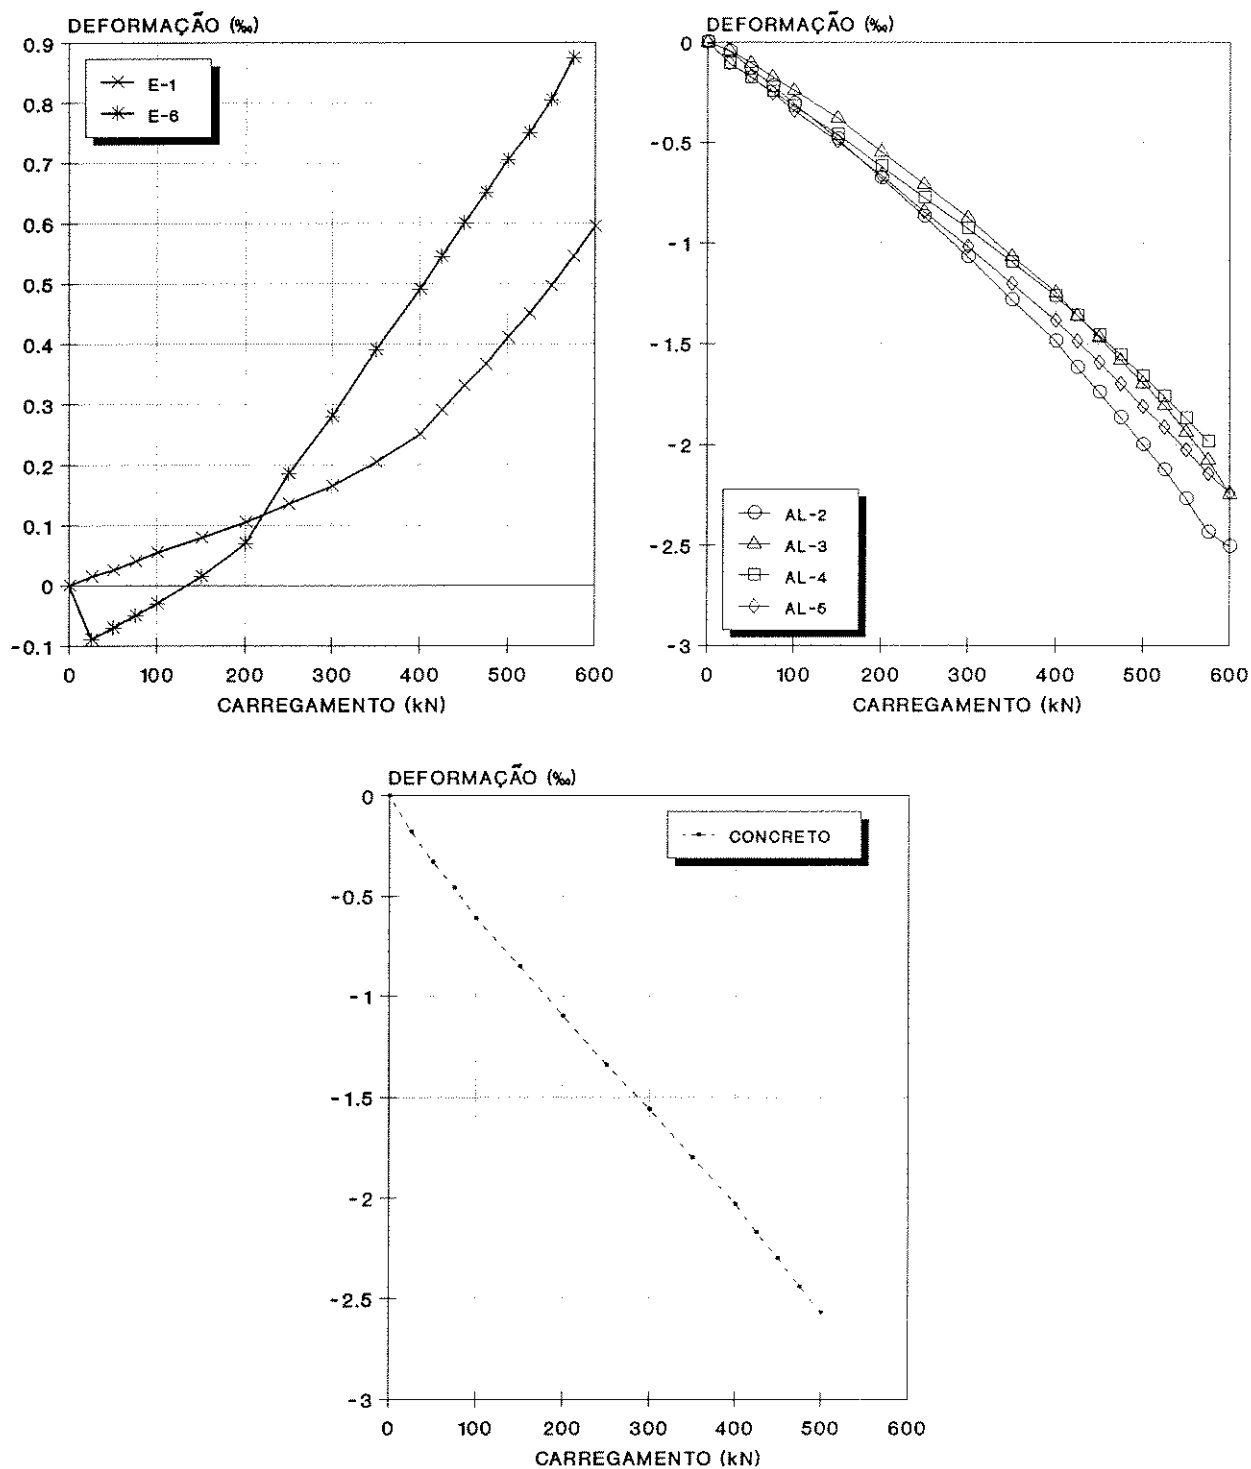 DEFORMAÇÃO (‰)
0.9
0.8
0.7
0.6
0.5
0.4
0.3
0.2
0.1
0
-0.1
E-1
E-6
0 100 200 300 400 500 600
CARREGAMENTO (kN)
DEFORMAÇÃO (‰)
0
-0.5
-1
-1.5
-2
-2.5
-3
AL-2
AL-3
AL-4
AL-5
0 100 200 300 400 500 600
CARREGAMENTO (kN)
DEFORMAÇÃO (‰)
0
-0.5
-1
-1.5
-2
-2.5
-3
CONCRETO
0 100 200 300 400 500 600
CARREGAMENTO (kN)